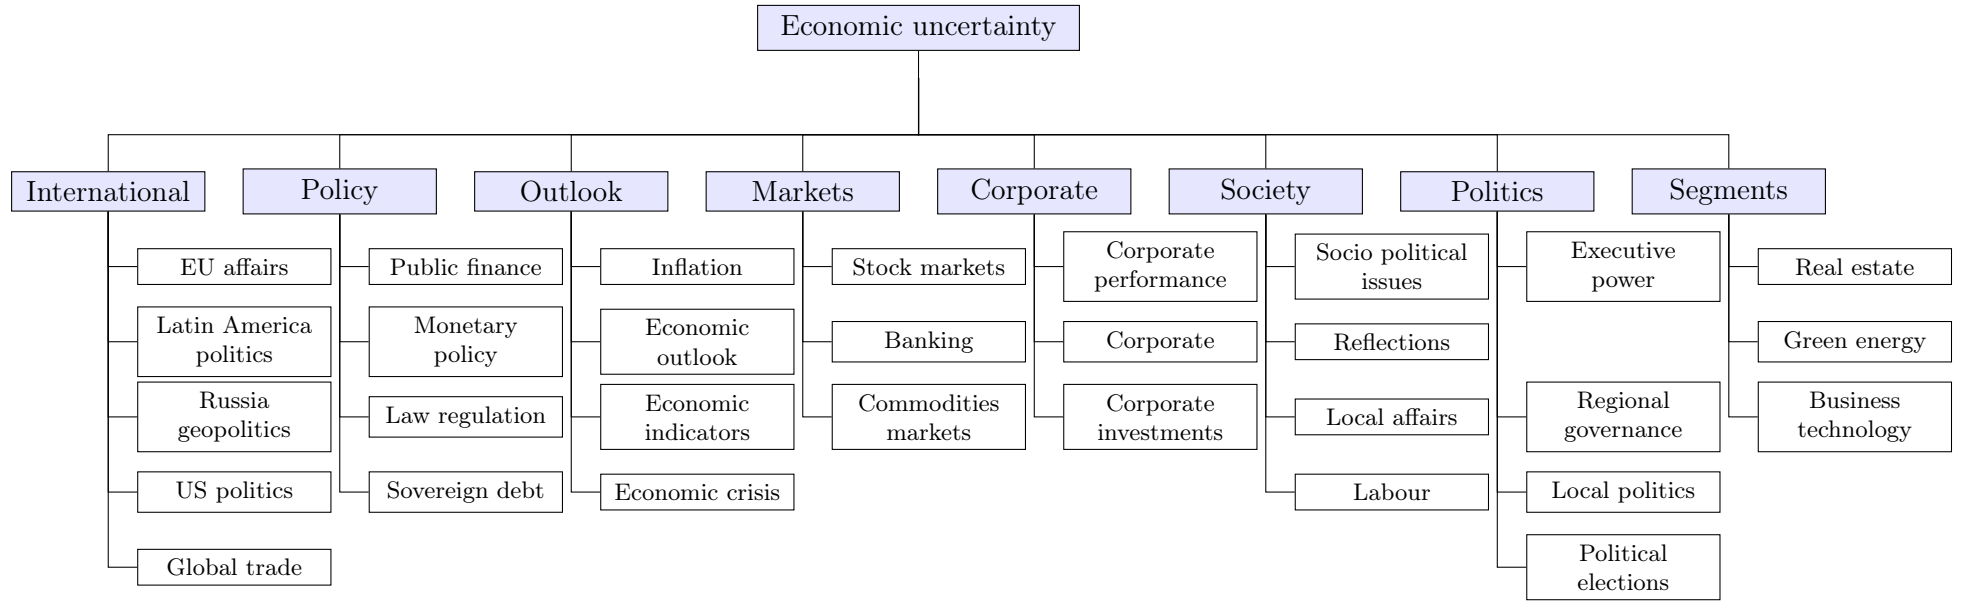 Economic uncertainty
International
Policy
Outlook
Markets
Corporate
Society
Politics
Segments
EU affairs
Latin America
politics
Russia
geopolitics
US politics
Global trade
Public finance
Monetary
policy
Law regulation
Sovereign debt
Inflation
Economic
outlook
Economic
indicators
Economic crisis
Stock markets
Banking
Commodities
markets
Corporate
performance
Corporate
Corporate
investments
Socio political
issues
Reflections
Local affairs
Labour
Executive
power
Regional
governance
Local politics
Political
elections
Real estate
Green energy
Business
technology